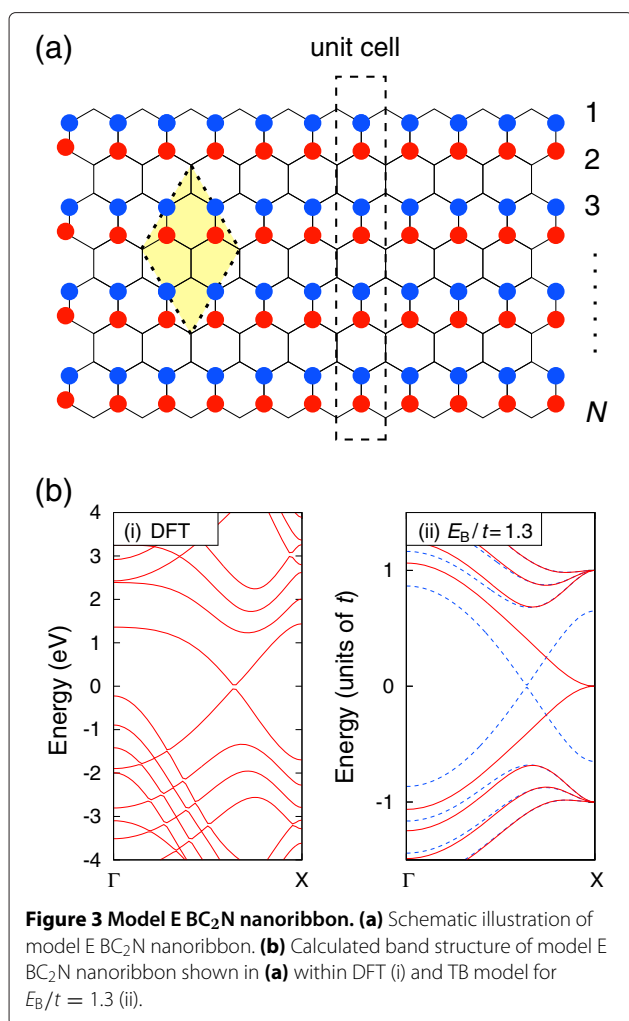 (a)
unit cell
1
2
3
N
(b)
(i) DFT
(ii) E_B/t = 1.3
Energy (eV)
4
3
2
1
0
-1
-2
-3
-4
Γ
X
Energy (units of t)
1
0
-1
Γ
X
Figure 3 Model E BC₂N nanoribbon. (a) Schematic illustration of
model E BC₂N nanoribbon. (b) Calculated band structure of model E
BC₂N nanoribbon shown in (a) within DFT (i) and TB model for
E_B/t = 1.3 (ii).